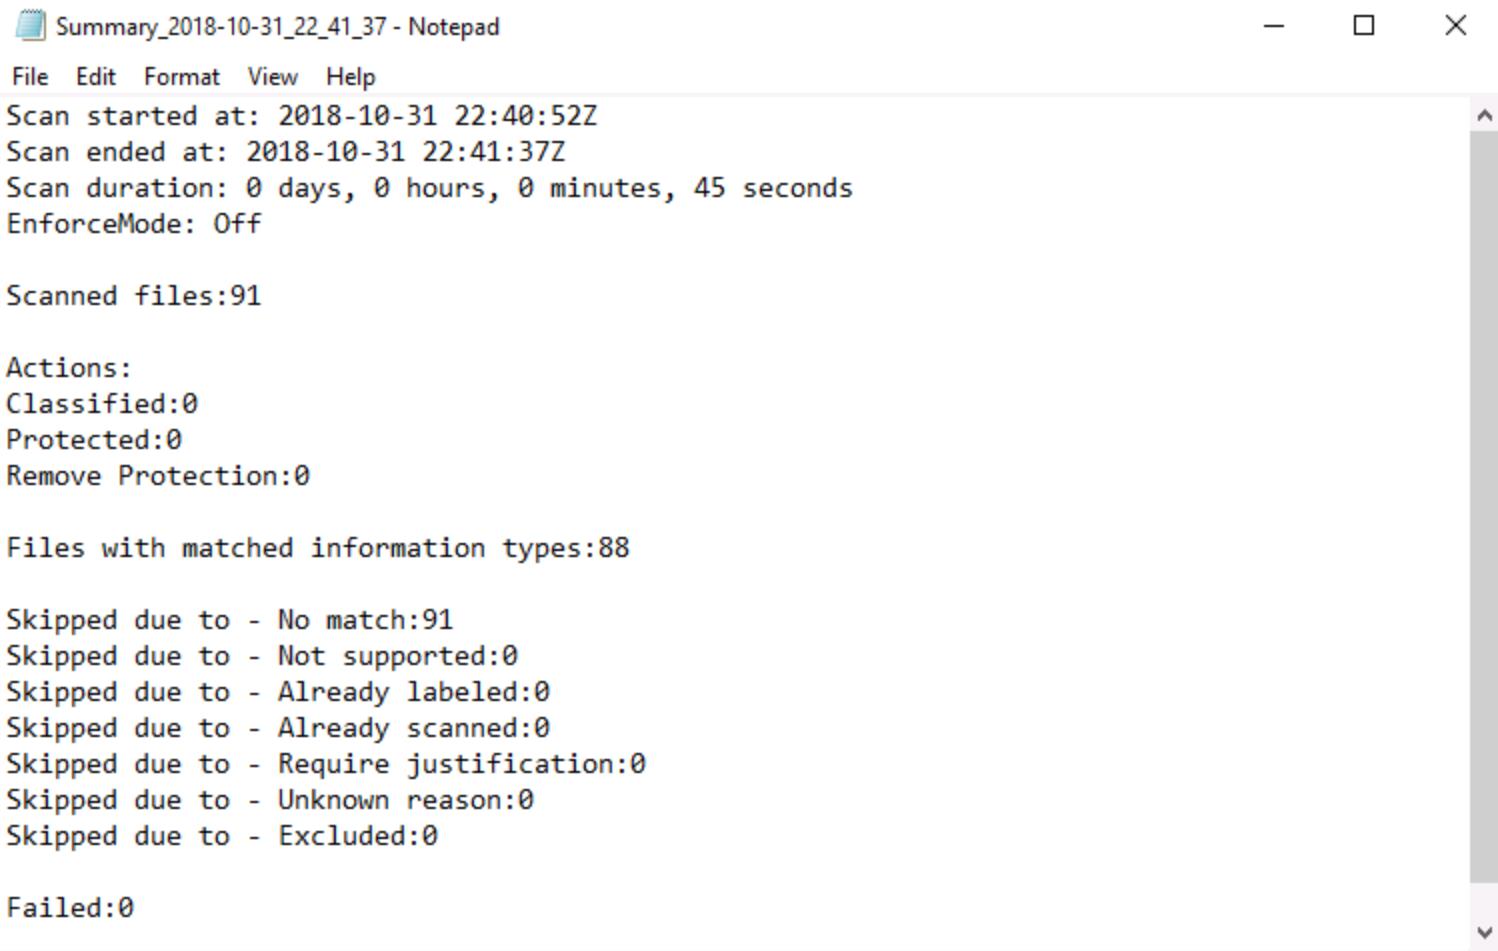 Summary_2018-10-31_22_41_37 - Notepad
File Edit Format View Help
Scan started at: 2018-10-31 22:40:52Z
Scan ended at: 2018-10-31 22:41:37Z
Scan duration: 0 days, 0 hours, 0 minutes, 45 seconds
EnforceMode: Off
Scanned files:91
Actions:
Classified:0
Protected:0
Remove Protection:0
Files with matched information types:88
Skipped due to - No match:91
Skipped due to - Not supported:0
Skipped due to - Already labeled:0
Skipped due to - Already scanned:0
Skipped due to - Require justification:0
Skipped due to - Unknown reason:0
Skipped due to - Excluded:0
Failed:0